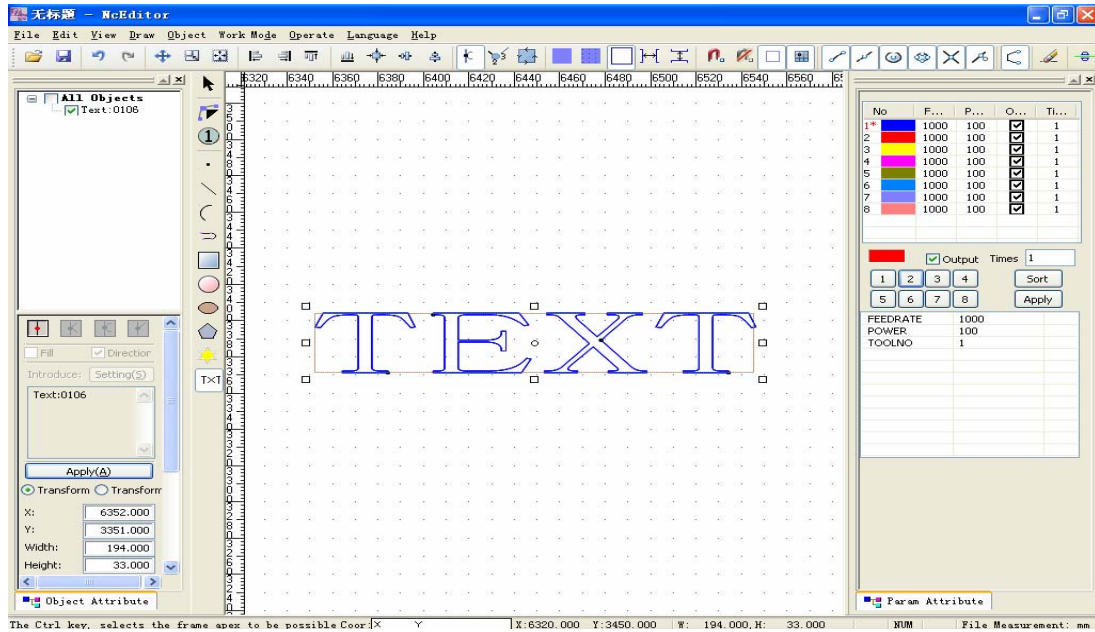 无标题 - NcEditor
File Edit View Draw Object Work Mode Operate Language Help
6320 6340 6360 6380 6400 6420 6440 6460 6480 6500 6520 6540 6560
All Objects
Text:0106
Fill Direction
Introduce: Setting(S)
Text:0106
Apply(A)
Transform Transform
X: 6352.000
Y: 3351.000
Width: 194.000
Height: 33.000
Object Attribute
1
T×T
TEXT
No F... P... O... Ti...
1* 1000 100 1
2 1000 100 1
3 1000 100 1
4 1000 100 1
5 1000 100 1
6 1000 100 1
7 1000 100 1
8 1000 100 1
Output Times 1
1 2 3 4 Sort
5 6 7 8 Apply
FEEDRATE 1000
POWER 100
TOOLNO 1
Param Attribute
The Ctrl key, selects the frame apex to be possible Coor: X Y X:6320.000 Y:3450.000 W: 194.000,H: 33.000 NUM File Measurement: mm